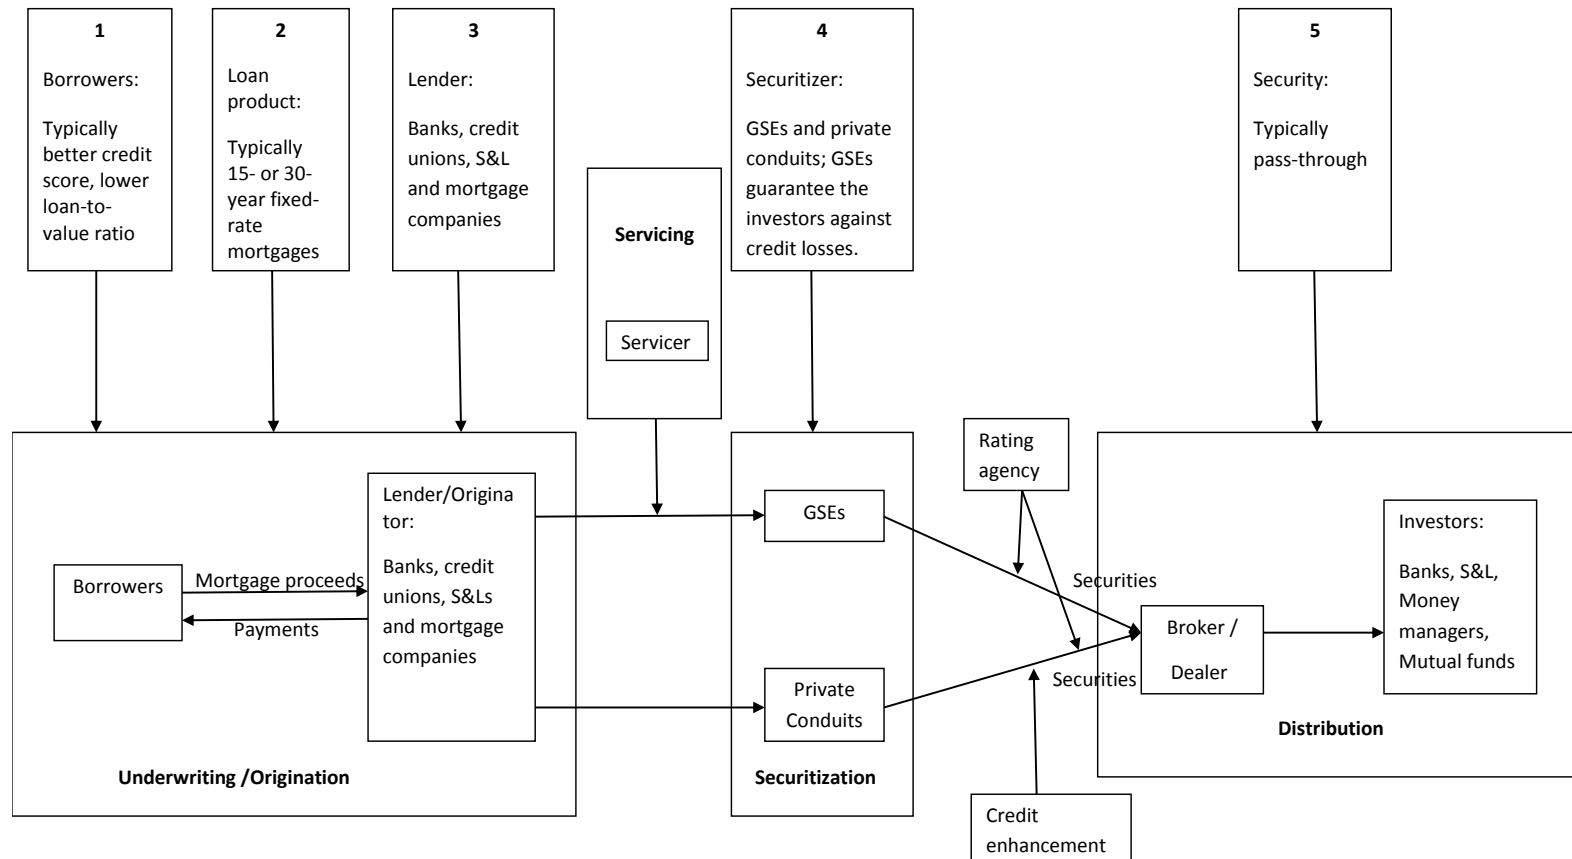 1
Borrowers:
Typically
better credit
score, lower
loan-to-
value ratio
2
Loan
product:
Typically
15- or 30-
year fixed-
rate
mortgages
3
Lender:
Banks, credit
unions, S&L
and mortgage
companies
Servicing
Servicer
4
Securitizer:
GSEs and private
conduits; GSEs
guarantee the
investors against
credit losses.
5
Security:
Typically
pass-through
Borrowers
Mortgage proceeds
Payments
Lender/Origina
tor:
Banks, credit
unions, S&Ls
and mortgage
companies
Underwriting /Origination
GSEs
Private
Conduits
Securitization
Rating
agency
Securities
Securities
Credit
enhancement
Broker /
Dealer
Investors:
Banks, S&L,
Money
managers,
Mutual funds
Distribution